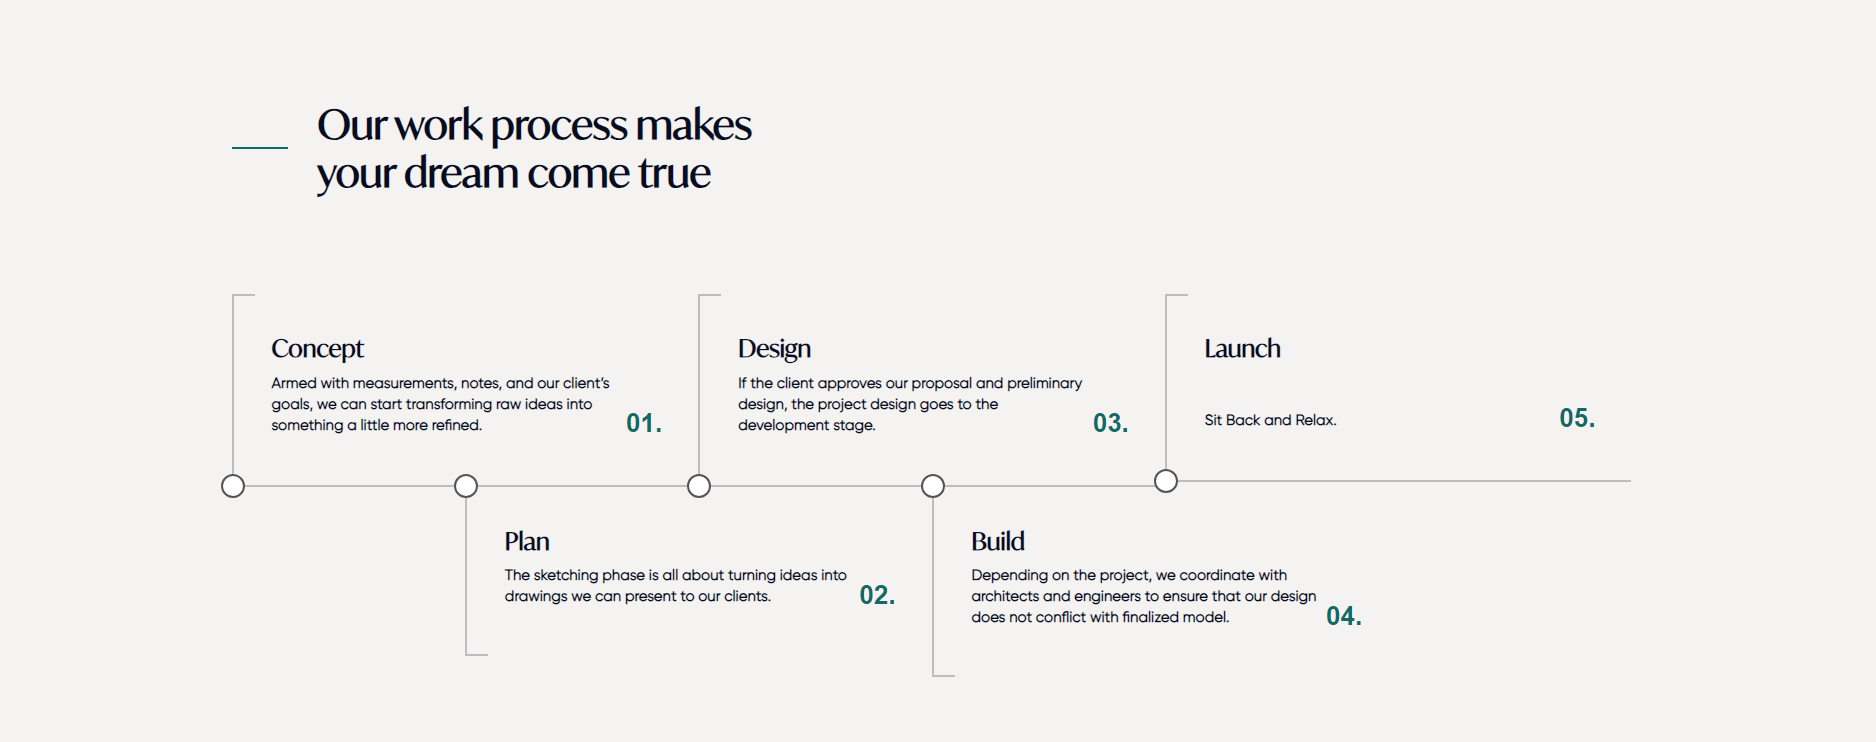 Our work process makes
your dream come true
Concept
Armed with measurements, notes, and our client's
goals, we can start transforming raw ideas into
something a little more refined.
01.
Plan
The sketching phase is all about turning ideas into
drawings we can present to our clients.
02.
Design
If the client approves our proposal and preliminary
design, the project design goes to the
development stage.
03.
Build
Depending on the project, we coordinate with
architects and engineers to ensure that our design
does not conflict with finalized model.
04.
Launch
Sit Back and Relax.
05.